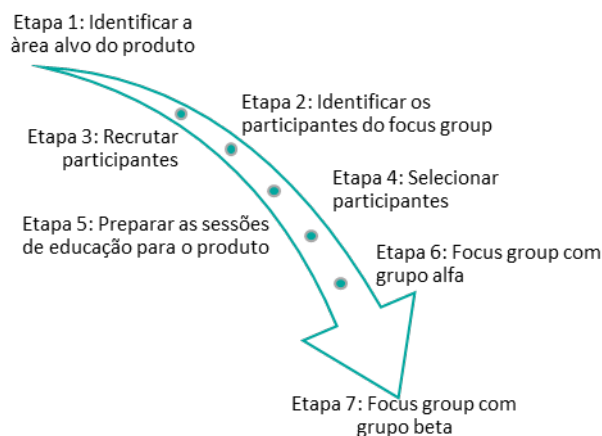 Etapa 1: Identificar a
àrea alvo do produto
Etapa 2: Identificar os
participantes do focus group
Etapa 3: Recrutar
participantes
Etapa 4: Selecionar
participantes
Etapa 5: Preparar as sessões
de educação para o produto
Etapa 6: Focus group com
grupo alfa
Etapa 7: Focus group com
grupo beta